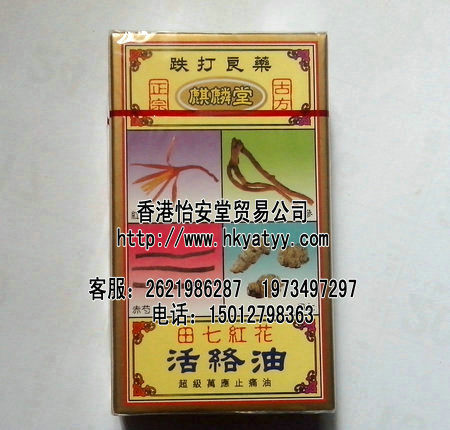 跌打良藥
正宗
麒麟堂
古方
香港怡安堂贸易公司
http://www.hkyatyy.com
客服：2621986287 1973497297
赤芍
电话：15012798363
田七紅花
活絡油
超級萬應止痛油